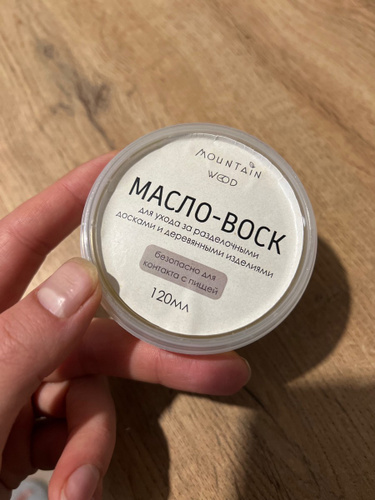 MOUNTAIN
WOOD
МАСЛО-ВОСК
для ухода за разделочными
досками и деревянными изделиями
безопасно для
контакта с пищей
120мл